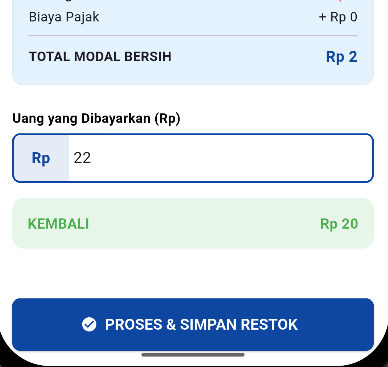 Biaya Pajak + Rp 0
TOTAL MODAL BERSIH Rp 2
Uang yang Dibayarkan (Rp)
Rp 22
KEMBALI Rp 20
PROSES & SIMPAN RESTOK